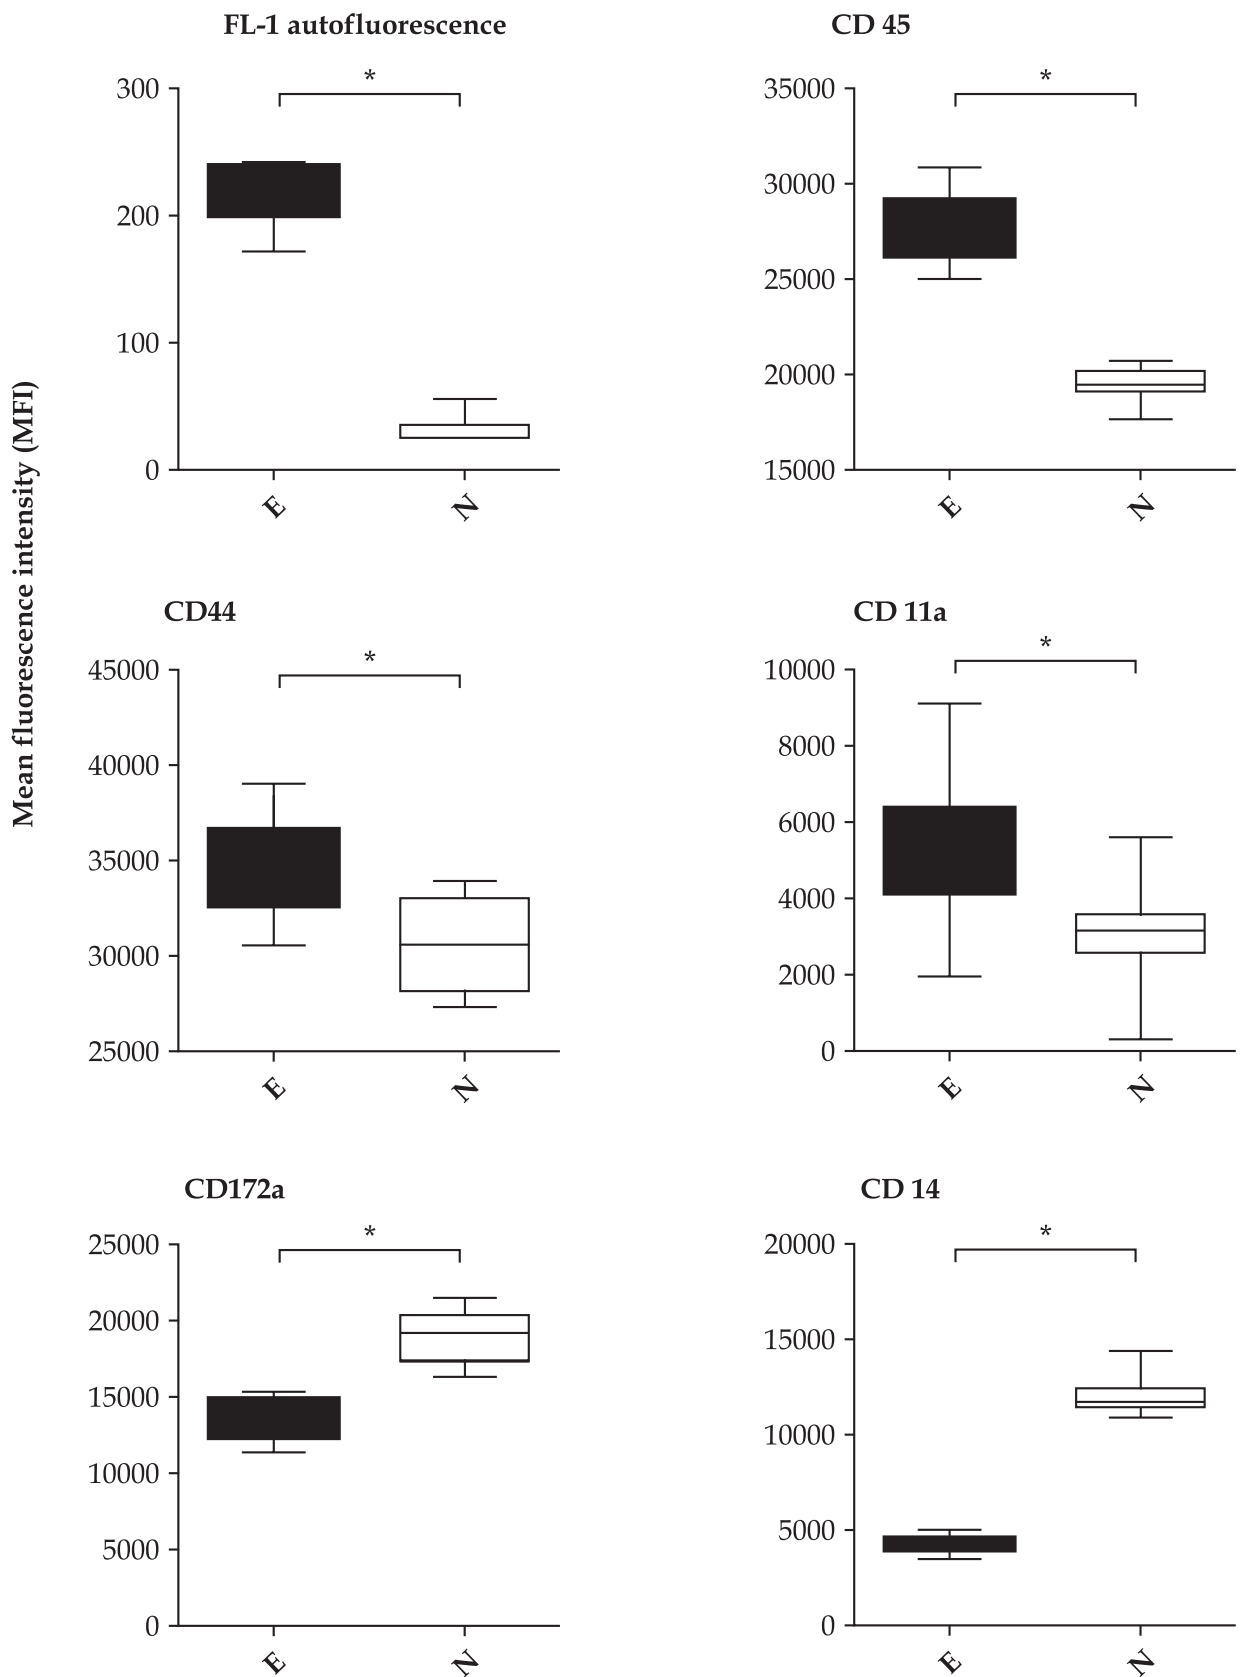 FL-1 autofluorescence
CD 45
Mean fluorescence intensity (MFI)
*
300
200
100
0
E
N
*
35000
30000
25000
20000
15000
E
N
CD44
CD 11a
*
45000
40000
35000
30000
25000
E
N
*
10000
8000
6000
4000
2000
0
E
N
CD172a
CD 14
*
25000
20000
15000
10000
5000
0
E
N
*
20000
15000
10000
5000
0
E
N